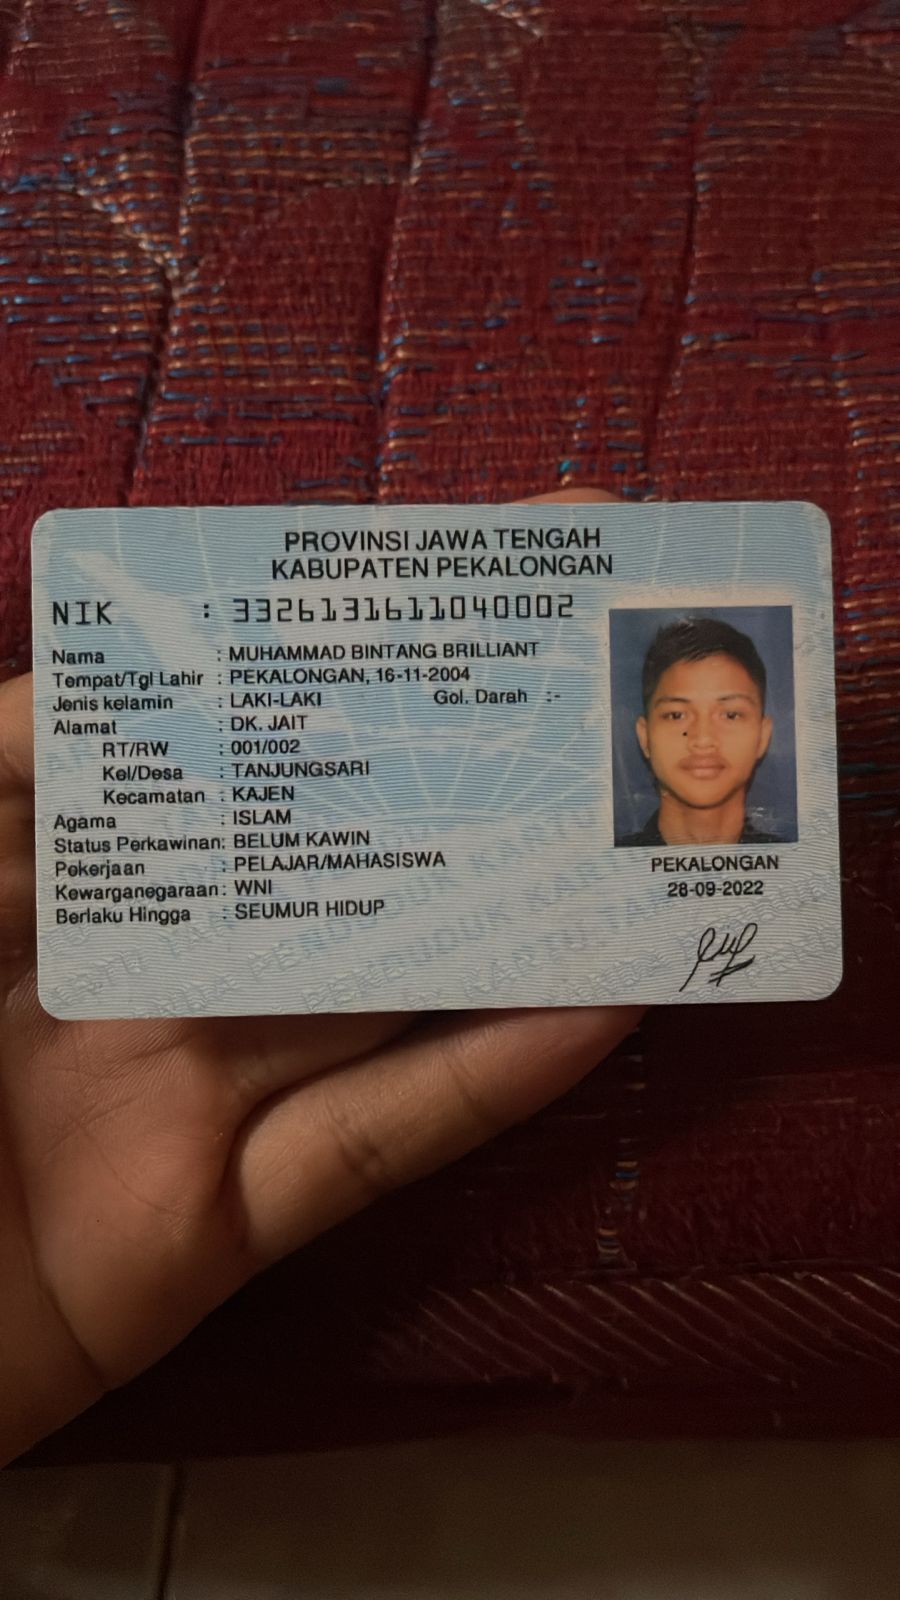 PROVINSI JAWA TENGAH
KABUPATEN PEKALONGAN
NIK : 3326131611040002
Nama : MUHAMMAD BINTANG BRILLIANT
Tempat/Tgl Lahir : PEKALONGAN, 16-11-2004
Jenis kelamin : LAKI-LAKI Gol. Darah :-
Alamat : DK. JAIT
RT/RW : 001/002
Kel/Desa : TANJUNGSARI
Kecamatan : KAJEN
Agama : ISLAM
Status Perkawinan: BELUM KAWIN
Pekerjaan : PELAJAR/MAHASISWA
Kewarganegaraan: WNI
Berlaku Hingga : SEUMUR HIDUP
PEKALONGAN
28-09-2022